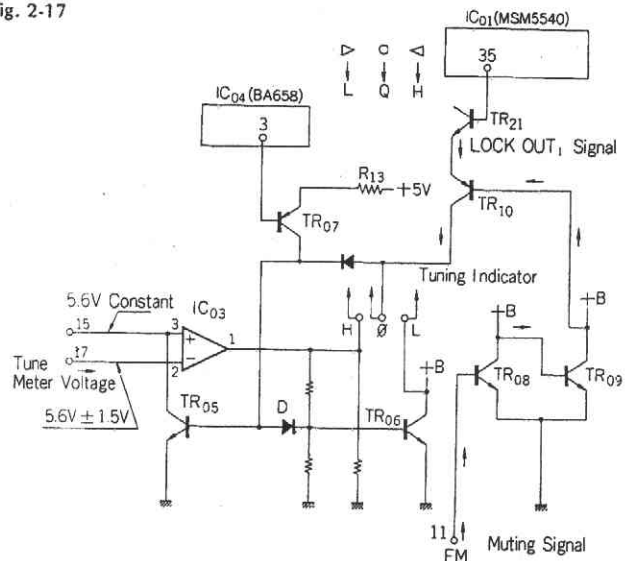 Fig. 2-17
IC01(MSM5540)
35
▷ ○ ◁
L Q H
IC04(BA658)
3
TR21
LOCK OUT1 Signal
R13
+5V
TR07
TR10
Tuning Indicator
5.6V Constant
IC03
15
3
+
1
H
Ø
L
+B
+B
+B
17
-
2
Tune
Meter Voltage
TR08
TR09
5.6V ± 1.5V
TR05
D
TR06
11
FM
Muting Signal